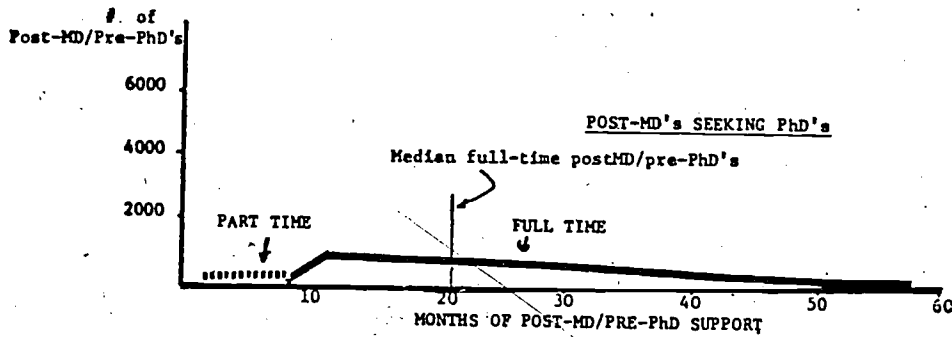 #. of
Post-MD/Pre-PhD's
6000
POST-MD's SEEKING PhD's
4000
Median full-time postMD/pre-PhD's
2000
PART TIME
FULL TIME
10 20 30 40 50 60
MONTHS OF POST-MD/PRE-PhD SUPPORT